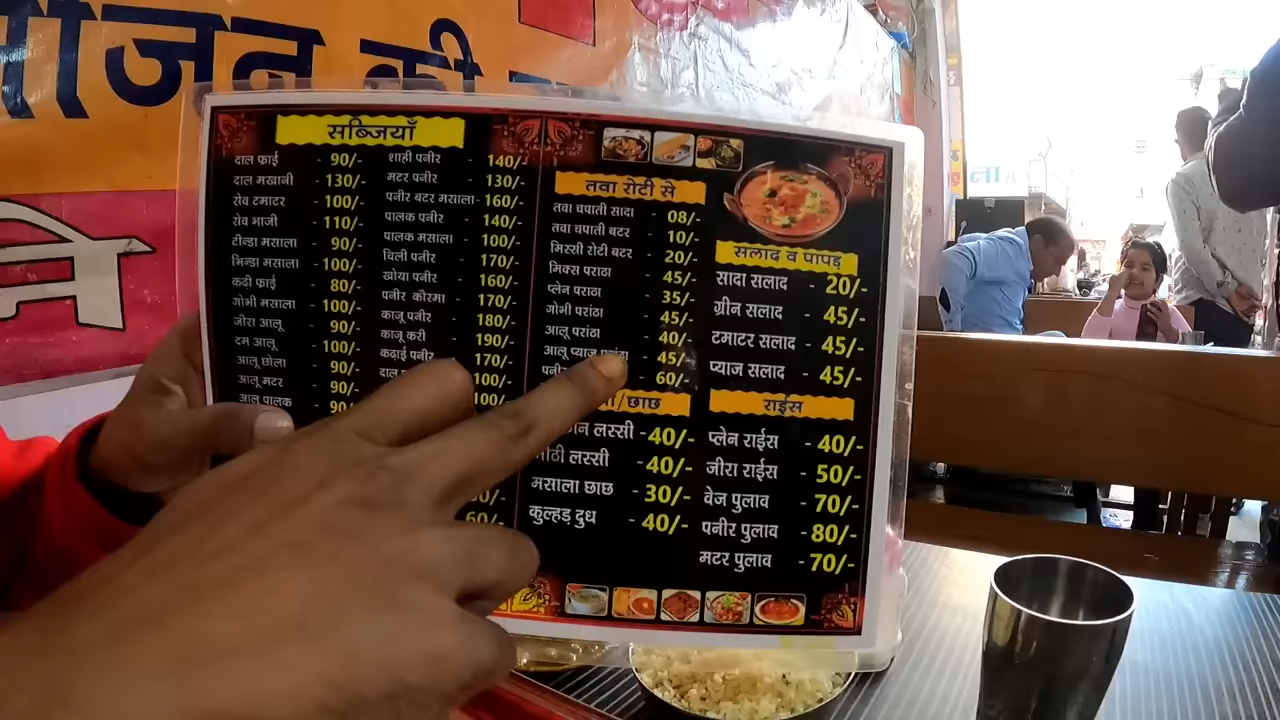 भोजन की
नि
ला
सब्जियाँ
दाल फ्राई - 90/-
दाल मखानी - 130/-
सेव टमाटर - 100/-
सेव भाजी - 110/-
टीन्डा मसाला - 90/-
भिन्डा मसाला - 100/-
कढ़ी फ्राई - 80/-
गोभी मसाला - 100/-
जीरा आलू - 90/-
दम आलू - 100/-
आलू छोला - 90/-
आलू मटर - 90/-
आलू पालक - 90/
शाही पनीर - 140/-
मटर पनीर - 130/-
पनीर बटर मसाला - 160/-
पालक पनीर - 140/-
पालक मसाला - 100/-
चिली पनीर - 170/-
खोया पनीर - 160/-
पनीर कोरमा - 170/-
काजू पनीर - 180/-
काजू करी - 190/-
कढाई पनीर - 170/-
दाल 100/-
100/-
60/-
तवा रोटी से
तवा चपाती सादा - 08/-
तवा चपाती बटर - 10/-
मिस्सी रोटी बटर - 20/-
मिक्स पराठा - 45/-
प्लेन पराठा - 35/-
गोभी परांठा - 45/-
आलू परांठा - 40/-
आलू प्याज परांठा - 45/-
पनी - 60/-
/छाछ
लस्सी - 40/-
मीठी लस्सी - 40/-
मसाला छाछ - 30/-
कुल्हड़ दुध - 40/-
सलाद व पापड़
सादा सलाद - 20/-
ग्रीन सलाद - 45/-
टमाटर सलाद - 45/-
प्याज सलाद - 45/-
राईस
प्लेन राईस - 40/-
जीरा राईस - 50/-
वेज पुलाव - 70/-
पनीर पुलाव - 80/-
मटर पुलाव - 70/-